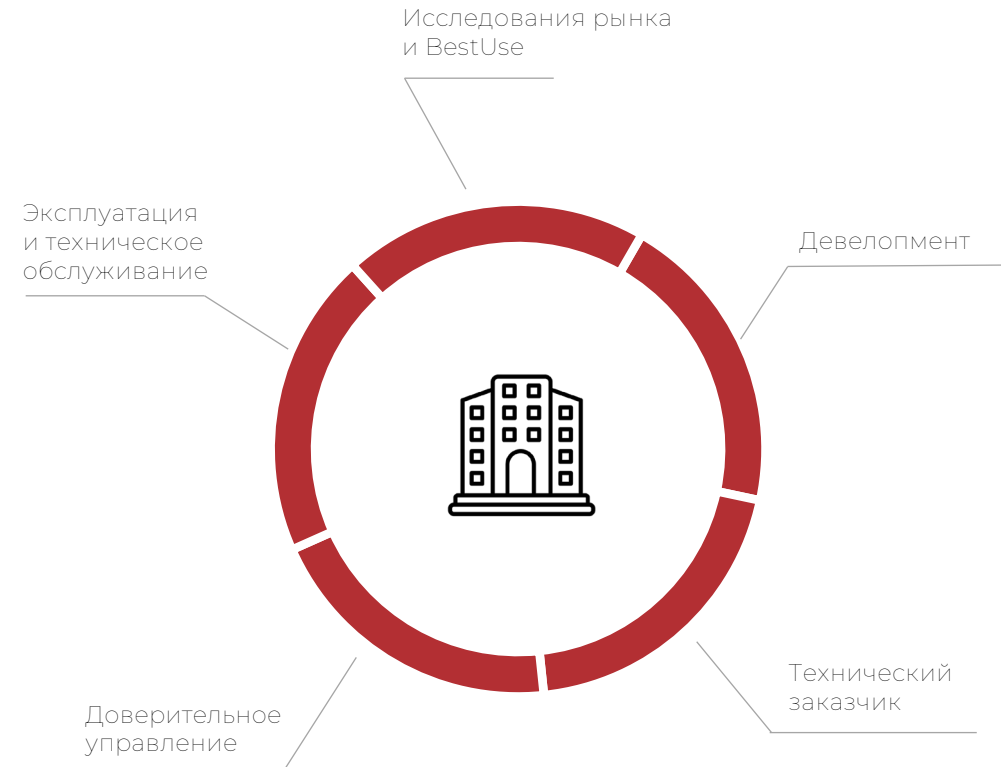 Исследования рынка
и BestUse
Эксплуатация
и техническое
обслуживание
Девелопмент
Технический
заказчик
Доверительное
управление